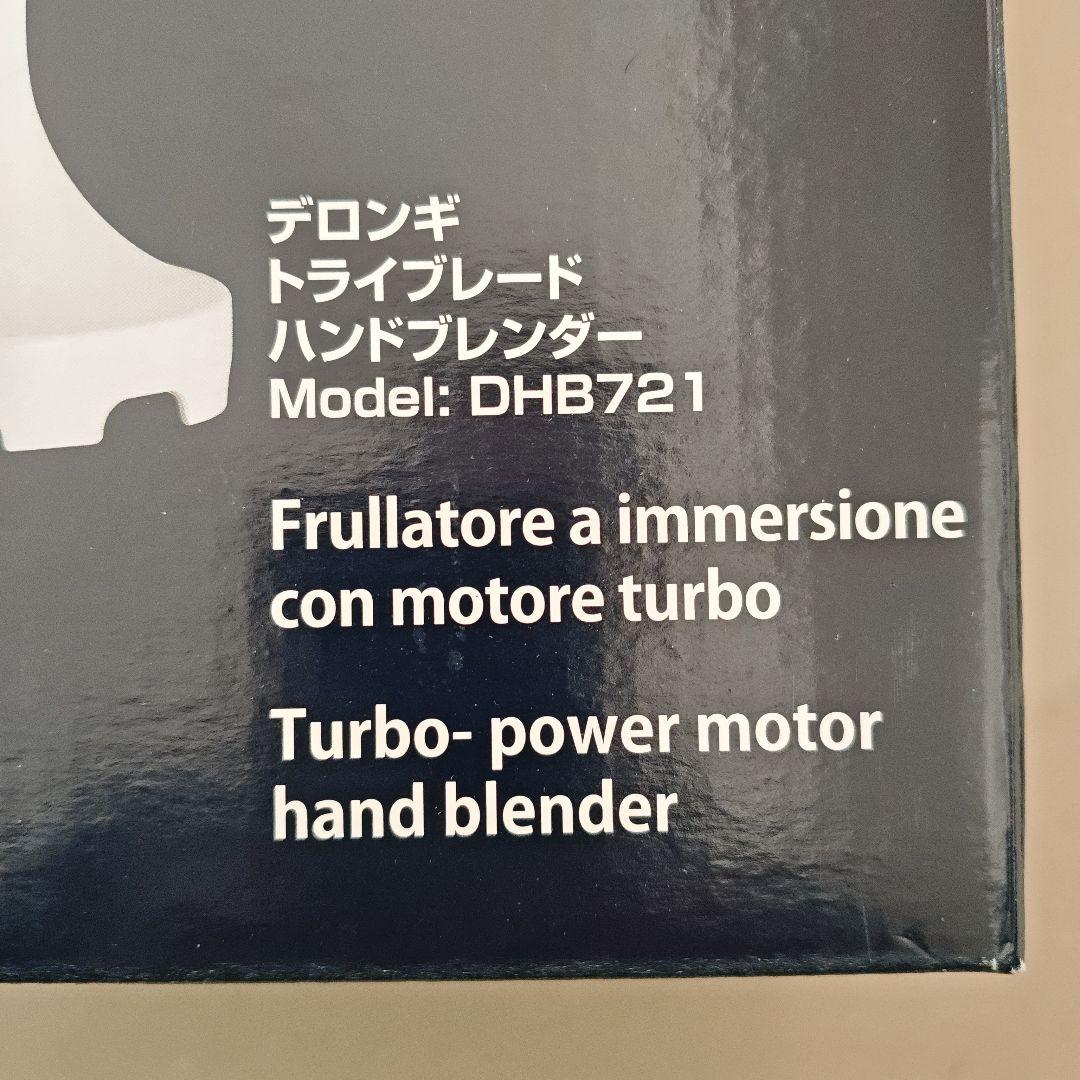 デロンギ
トライブレード
ハンドブレンダー
Model: DHB721
Frullatore a immersione
con motore turbo
Turbo- power motor
hand blender